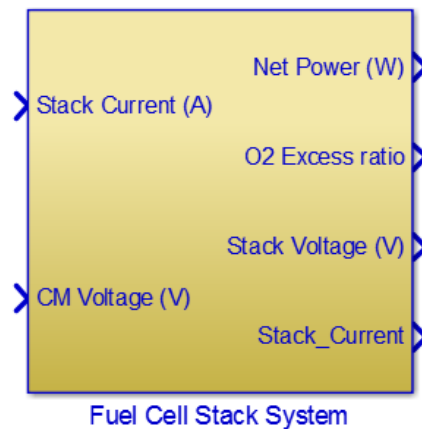 Net Power (W)
Stack Current (A)
O2 Excess ratio
Stack Voltage (V)
CM Voltage (V)
Stack_Current
Fuel Cell Stack System